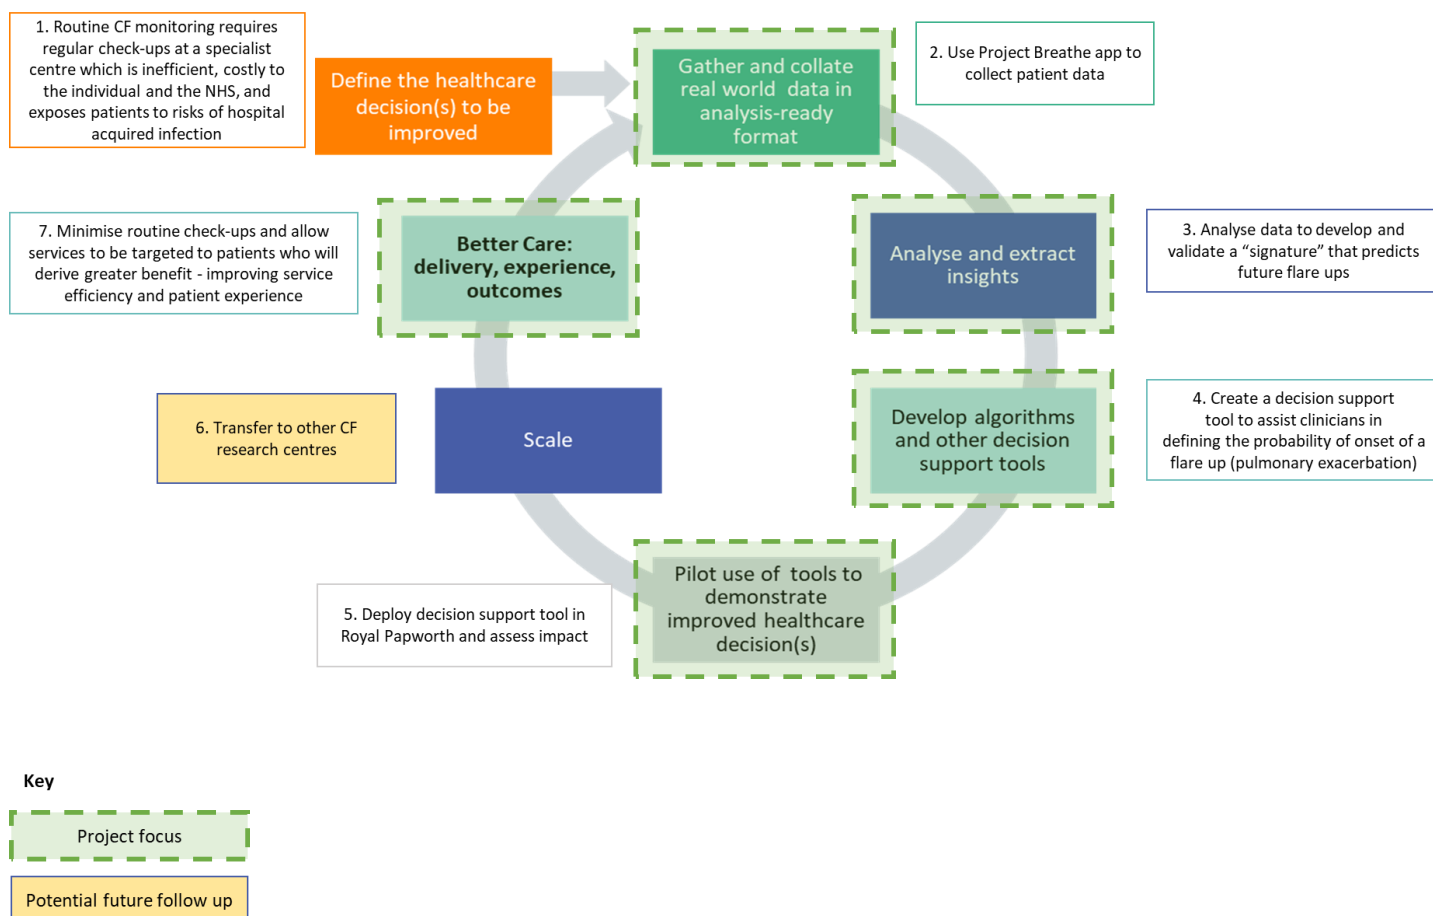 1. Routine CF monitoring requires
regular check-ups at a specialist
centre which is inefficient, costly to
the individual and the NHS, and
exposes patients to risks of hospital
acquired infection
Define the healthcare
decision(s) to be
improved
Gather and collate
real world data in
analysis-ready
format
2. Use Project Breathe app to
collect patient data
7. Minimise routine check-ups and allow
services to be targeted to patients who will
derive greater benefit - improving service
efficiency and patient experience
Better Care:
delivery, experience,
outcomes
Analyse and extract
insights
3. Analyse data to develop and
validate a “signature” that predicts
future flare ups
6. Transfer to other CF
research centres
Scale
Develop algorithms
and other decision
support tools
4. Create a decision support
tool to assist clinicians in
defining the probability of onset of a
flare up (pulmonary exacerbation)
5. Deploy decision support tool in
Royal Papworth and assess impact
Pilot use of tools to
demonstrate
improved healthcare
decision(s)
Key
Project focus
Potential future follow up